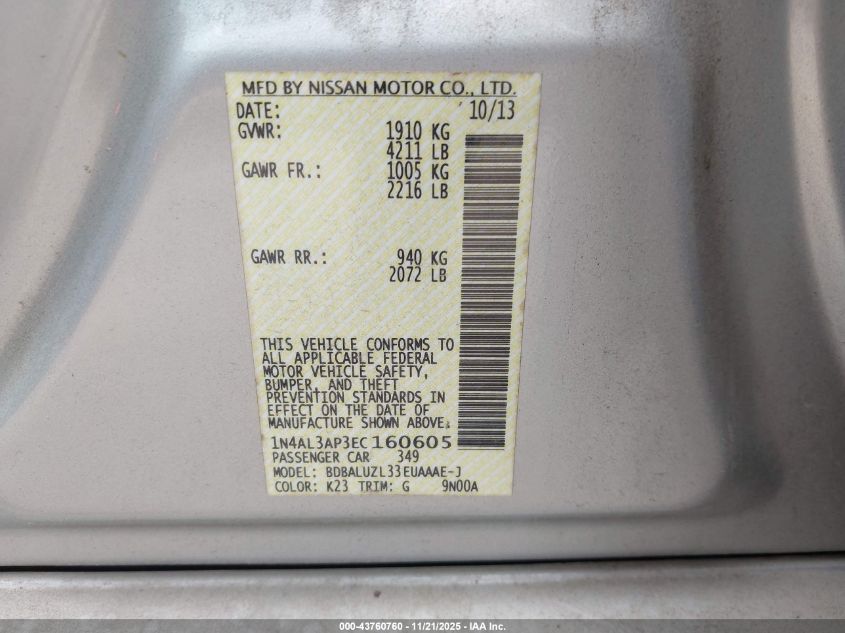 MFD BY NISSAN MOTOR CO., LTD.
DATE: 10/13
GVWR: 1910 KG
4211 LB
GAWR FR.: 1005 KG
2216 LB
GAWR RR.: 940 KG
2072 LB
THIS VEHICLE CONFORMS TO
ALL APPLICABLE FEDERAL
MOTOR VEHICLE SAFETY,
BUMPER, AND THEFT
PREVENTION STANDARDS IN
EFFECT ON THE DATE OF
MANUFACTURE SHOWN ABOVE.
1N4AL3AP3EC160605
PASSENGER CAR 349
MODEL: BDBALUZL33EUAAAE-J
COLOR: K23 TRIM: G 9N00A
000-43760760 - 11/21/2025 - IAA Inc.